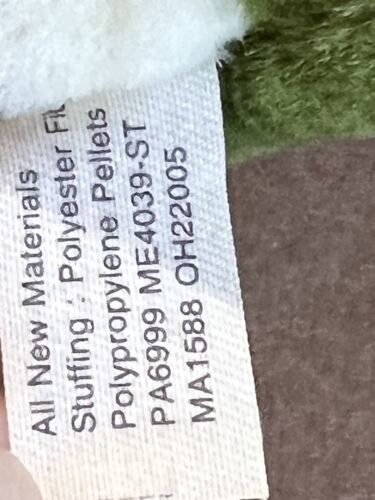 All New Materials
Stuffing : Polyester
Polypropylene Pellets
PA6999 ME4039-ST
MA1588 OH22005